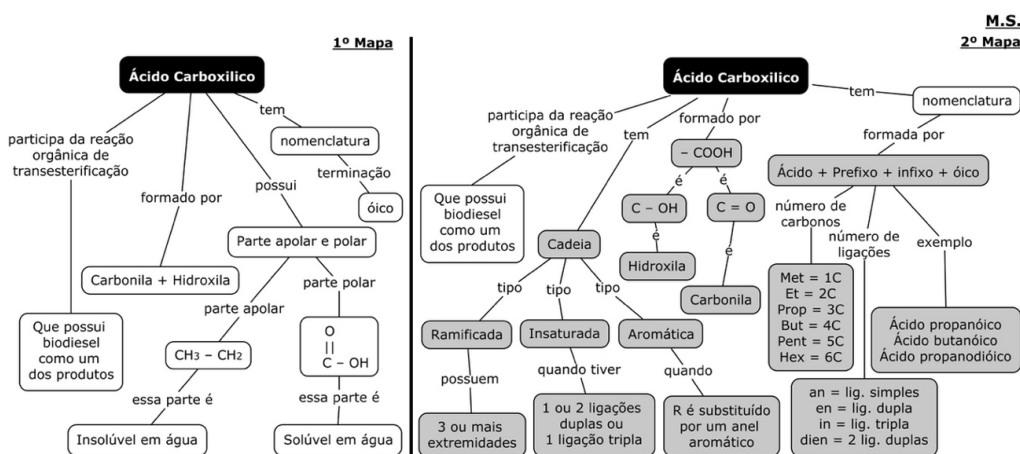 M.S.
1º Mapa
Ácido Carboxilico
participa da reação
orgânica de
transesterificação
Que possui
biodiesel
como um
dos produtos
formado por
Carbonila + Hidroxila
possui
Parte apolar e polar
parte apolar
CH3 – CH2
essa parte é
Insolúvel em água
parte polar
O
||
C – OH
essa parte é
Solúvel em água
tem
nomenclatura
terminação
óico
2º Mapa
Ácido Carboxilico
participa da reação
orgânica de
transesterificação
Que possui
biodiesel
como um
dos produtos
tem
Cadeia
tipo
Ramificada
possuem
3 ou mais
extremidades
tipo
Insaturada
quando tiver
1 ou 2 ligações
duplas ou
1 ligação tripla
tipo
Aromática
quando
R é substituído
por um anel
aromático
formado por
– COOH
é
C – OH
é
Hidroxila
é
C = O
é
Carbonila
tem
nomenclatura
formada por
Ácido + Prefixo + infixo + óico
número de
carbonos
Met = 1C
Et = 2C
Prop = 3C
But = 4C
Pent = 5C
Hex = 6C
número de
ligações
an = lig. simples
en = lig. dupla
in = lig. tripla
dien = 2 lig. duplas
exemplo
Ácido propanóico
Ácido butanóico
Ácido propanodióico